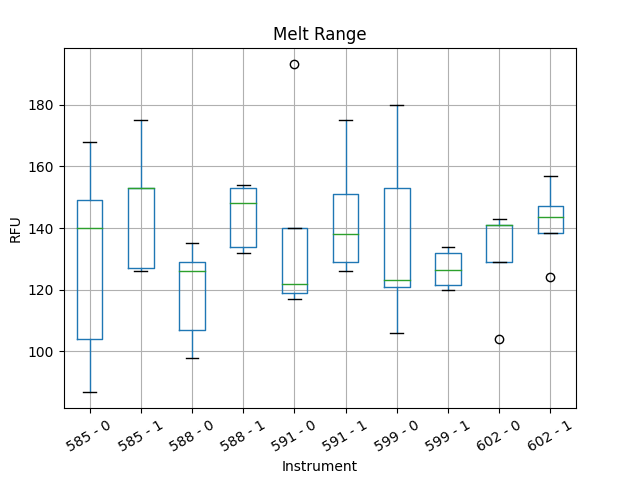 Melt Range
RFU
180
160
140
120
100
585 - 0
585 - 1
588 - 0
588 - 1
591 - 0
591 - 1
599 - 0
599 - 1
602 - 0
602 - 1
Instrument